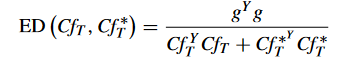 ED (Cf_T, Cf_T^*) = \frac{g^Y g}{Cf_T^Y Cf_T + Cf_T^{*Y} Cf_T^*}